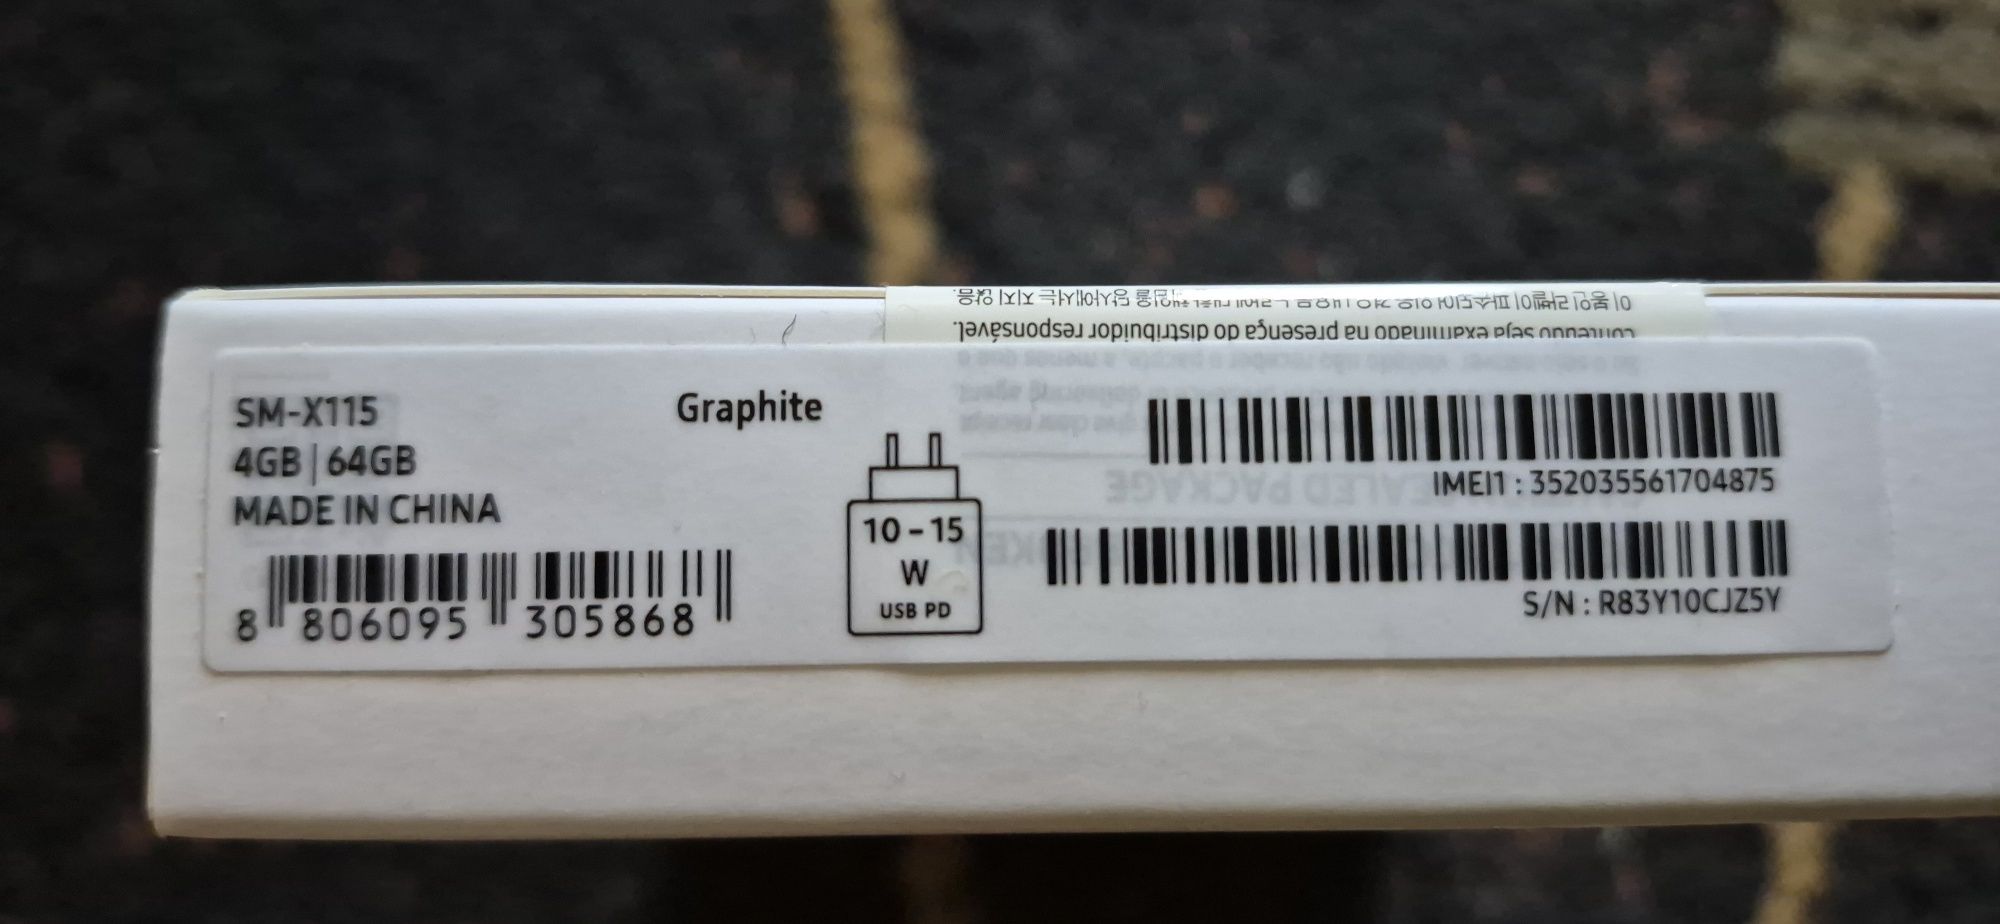 conteúdo seja examinado na presença do distribuidor responsável.
SM-X115
4GB | 64GB
MADE IN CHINA
Graphite
8 806095 305868
10 – 15
W
USB PD
IMEI1 : 352035561704875
S/N : R83Y10CJZ5Y